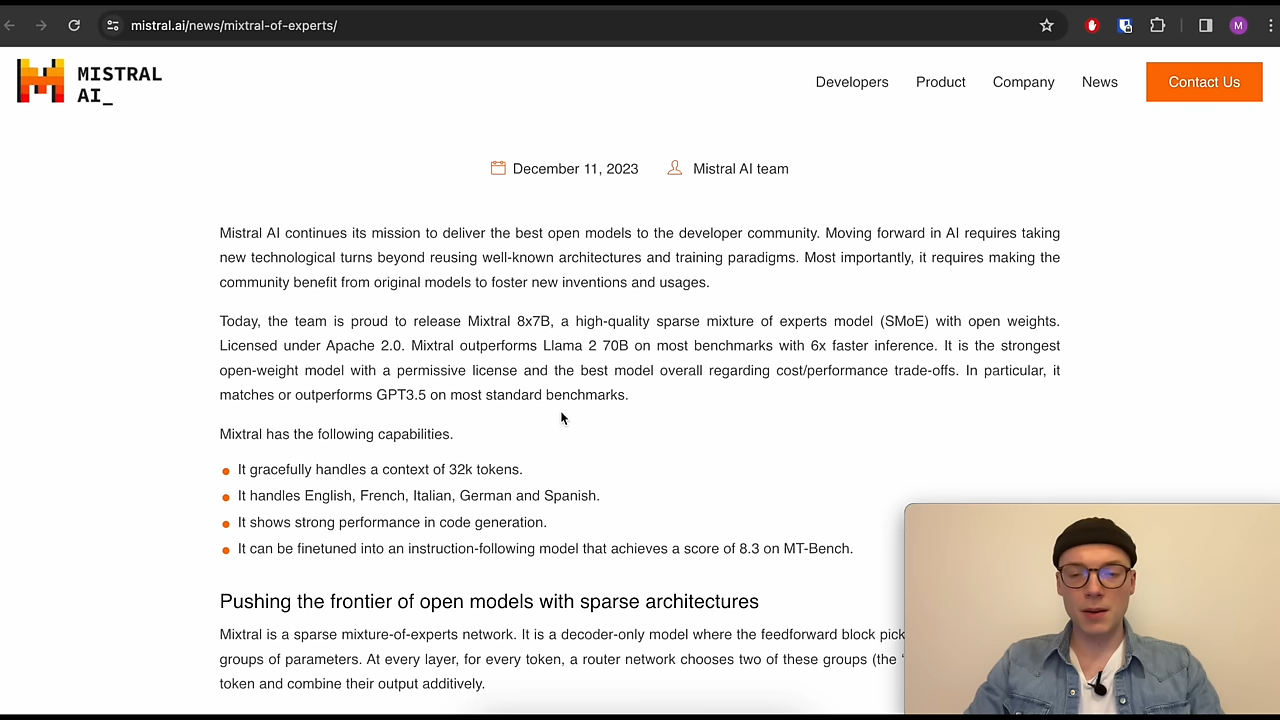 mistral.ai/news/mixtral-of-experts/
M
MISTRAL
AI_
Developers Product Company News Contact Us
December 11, 2023 Mistral AI team
Mistral AI continues its mission to deliver the best open models to the developer community. Moving forward in AI requires taking
new technological turns beyond reusing well-known architectures and training paradigms. Most importantly, it requires making the
community benefit from original models to foster new inventions and usages.
Today, the team is proud to release Mixtral 8x7B, a high-quality sparse mixture of experts model (SMoE) with open weights.
Licensed under Apache 2.0. Mixtral outperforms Llama 2 70B on most benchmarks with 6x faster inference. It is the strongest
open-weight model with a permissive license and the best model overall regarding cost/performance trade-offs. In particular, it
matches or outperforms GPT3.5 on most standard benchmarks.
Mixtral has the following capabilities.
It gracefully handles a context of 32k tokens.
It handles English, French, Italian, German and Spanish.
It shows strong performance in code generation.
It can be finetuned into an instruction-following model that achieves a score of 8.3 on MT-Bench.
Pushing the frontier of open models with sparse architectures
Mixtral is a sparse mixture-of-experts network. It is a decoder-only model where the feedforward block pick
groups of parameters. At every layer, for every token, a router network chooses two of these groups (the “
token and combine their output additively.